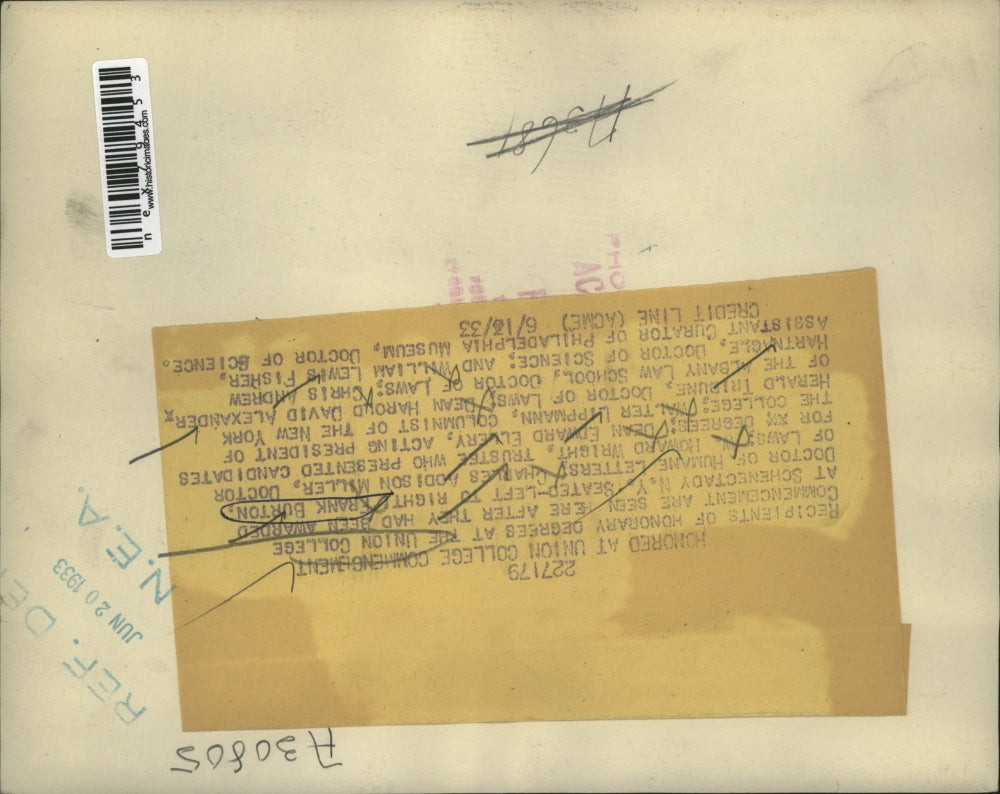 227179
HONORED AT UNION COLLEGE COMMENCEMENT
RECIPIENTS OF HONORARY DEGREES AT THE UNION COLLEGE
COMMENCEMENT ARE SEEN HERE AFTER THEY HAD BEEN AWARDED
AT SCHENECTADY N.Y. SEATED-LEFT TO RIGHT: FRANK BURTON,
DOCTOR OF HUMANE LETTERS; CHARLES ADDISON MILLER, DOCTOR
OF LAWS; HOWARD WRIGHT, TRUSTEE WHO PRESENTED CANDIDATES
FOR XX DEGREES; DEAN EDWARD ELLERY, ACTING PRESIDENT OF
THE COLLEGE; WALTER LIPPMANN, COLUMNIST OF THE NEW YORK
HERALD TRIBUNE, DOCTOR OF LAWS; DEAN HAROLD DAVID ALEXANDERX
OF THE ALBANY LAW SCHOOL, DOCTOR OF LAWS; CHRIS ANDREW
HARTNAGLE, DOCTOR OF SCIENCE; AND WILLIAM LEWIS FISHER,
ASSISTANT CURATOR OF PHILADELPHIA MUSEUM, DOCTOR OF SCIENCE.
CREDIT LINE (ACME) 6/13/33
A30805
REF. DE
JUN 20 1933
N. E. A.
nex794453
www.historicimages.com